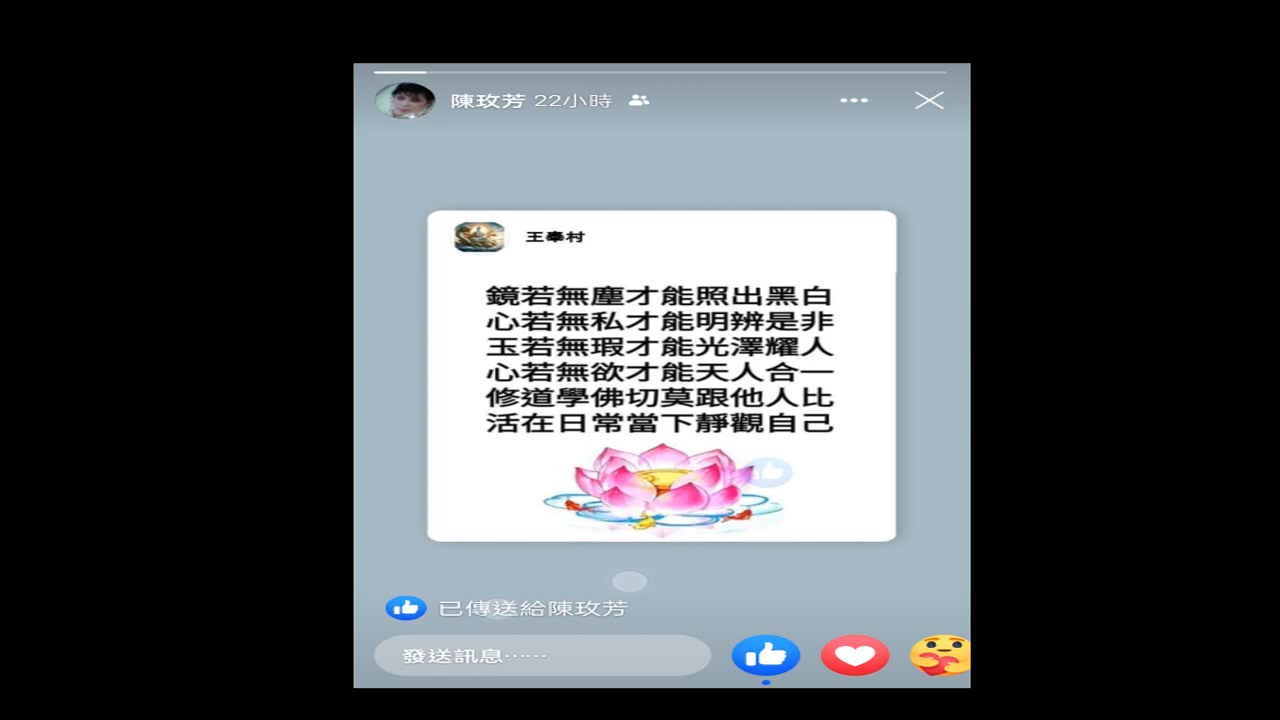 陳玫芳 22小時
王奉村
鏡若無塵才能照出黑白
心若無私才能明辨是非
玉若無瑕才能光澤耀人
心若無欲才能天人合一
修道學佛切莫跟他人比
活在日常當下靜觀自己
已傳送給陳玫芳
發送訊息……